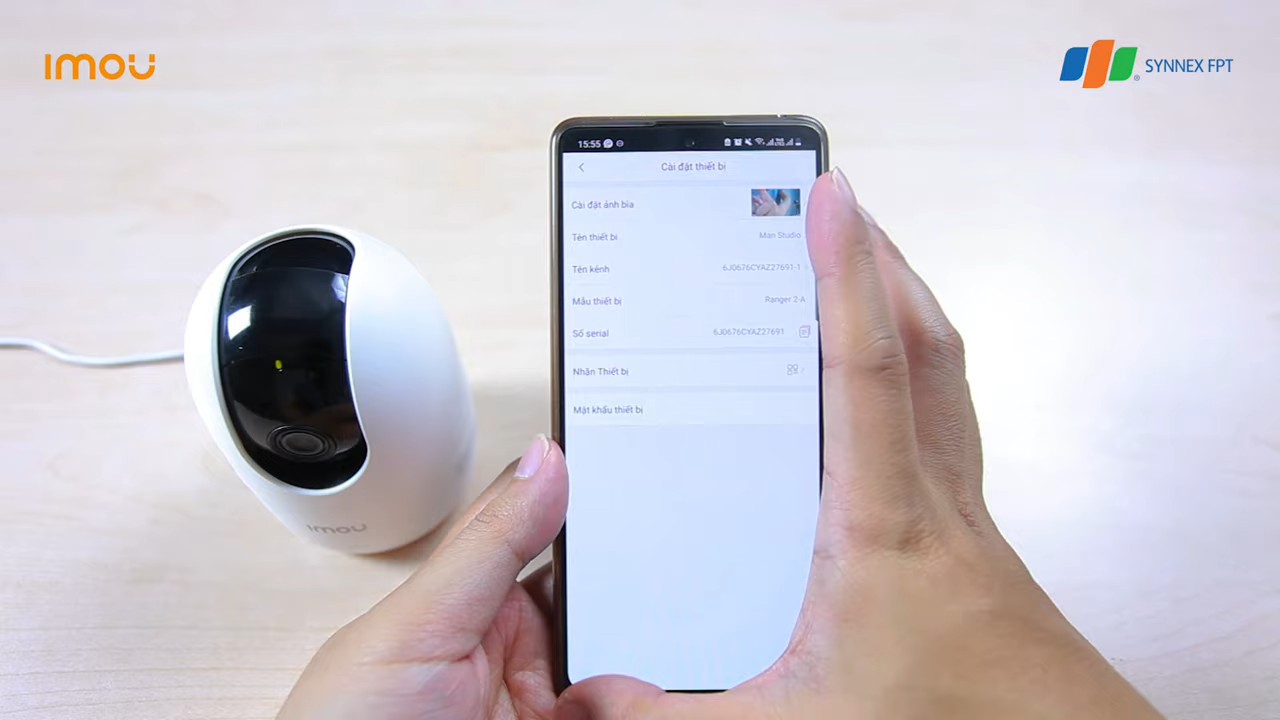 imou
SYNNEX FPT
15:55
Cài đặt thiết bị
Cài đặt ảnh bìa
Tên thiết bị Man Studio
Tên kênh 6J0676CYAZ27691-1
Mẫu thiết bị Ranger 2-A
Số serial 6J0676CYAZ27691
Nhãn Thiết bị
Mật khẩu thiết bị
imou